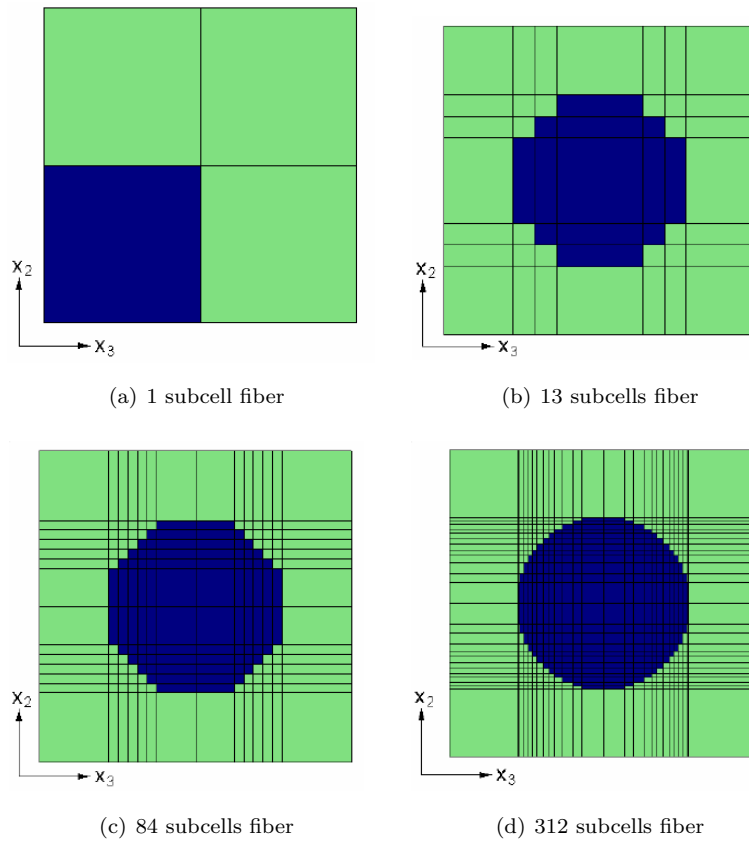 x2
x3
(a) 1 subcell fiber
x2
x3
(b) 13 subcells fiber
x2
x3
(c) 84 subcells fiber
x2
x3
(d) 312 subcells fiber